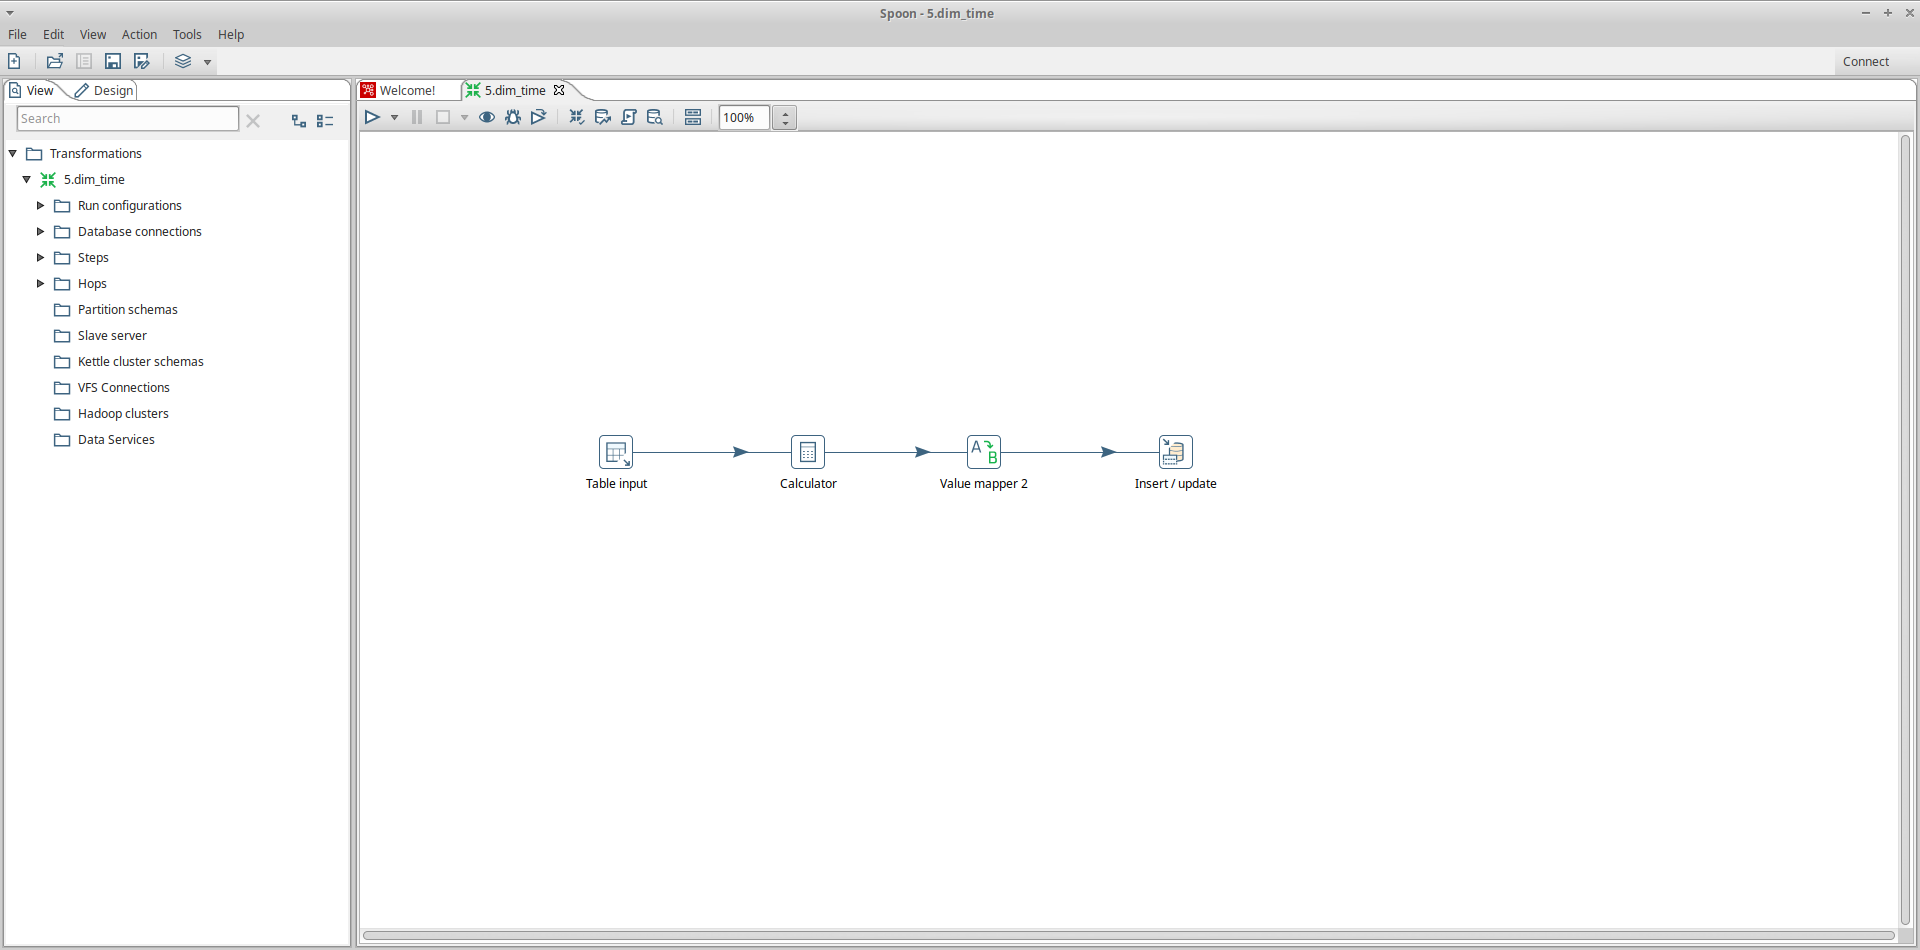 Spoon - 5.dim_time
File Edit View Action Tools Help
Connect
View Design
Welcome! 5.dim_time
Search
100%
Transformations
5.dim_time
Run configurations
Database connections
Steps
Hops
Partition schemas
Slave server
Kettle cluster schemas
VFS Connections
Hadoop clusters
Data Services
A B
Table input Calculator Value mapper 2 Insert / update